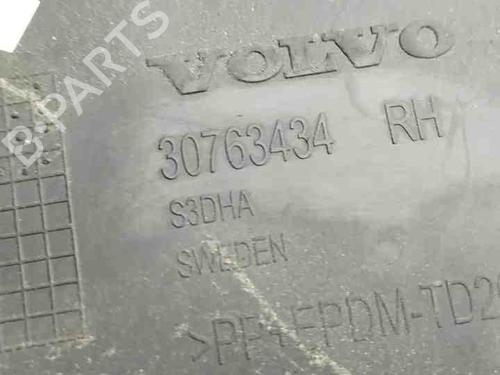 VOLVO
30763434 RH
S3DHA
SWEDEN
>PP+EPDM-TD2
B-PARTS